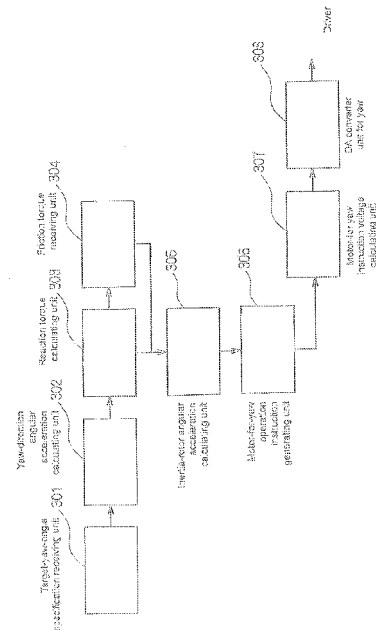 Target-yaw-angle
specification receiving unit
301
Yaw-direction
angular
acceleration
calculating unit
302
Reaction torque
calculating unit
303
Friction torque
receiving unit
304
Inertia-rotor angular
acceleration
calculating unit
305
Motor-for-yaw
operation
instruction
generating unit
306
Motor-for yaw
instruction voltage
calculating unit
307
DA converter
unit for yaw
308
Driver